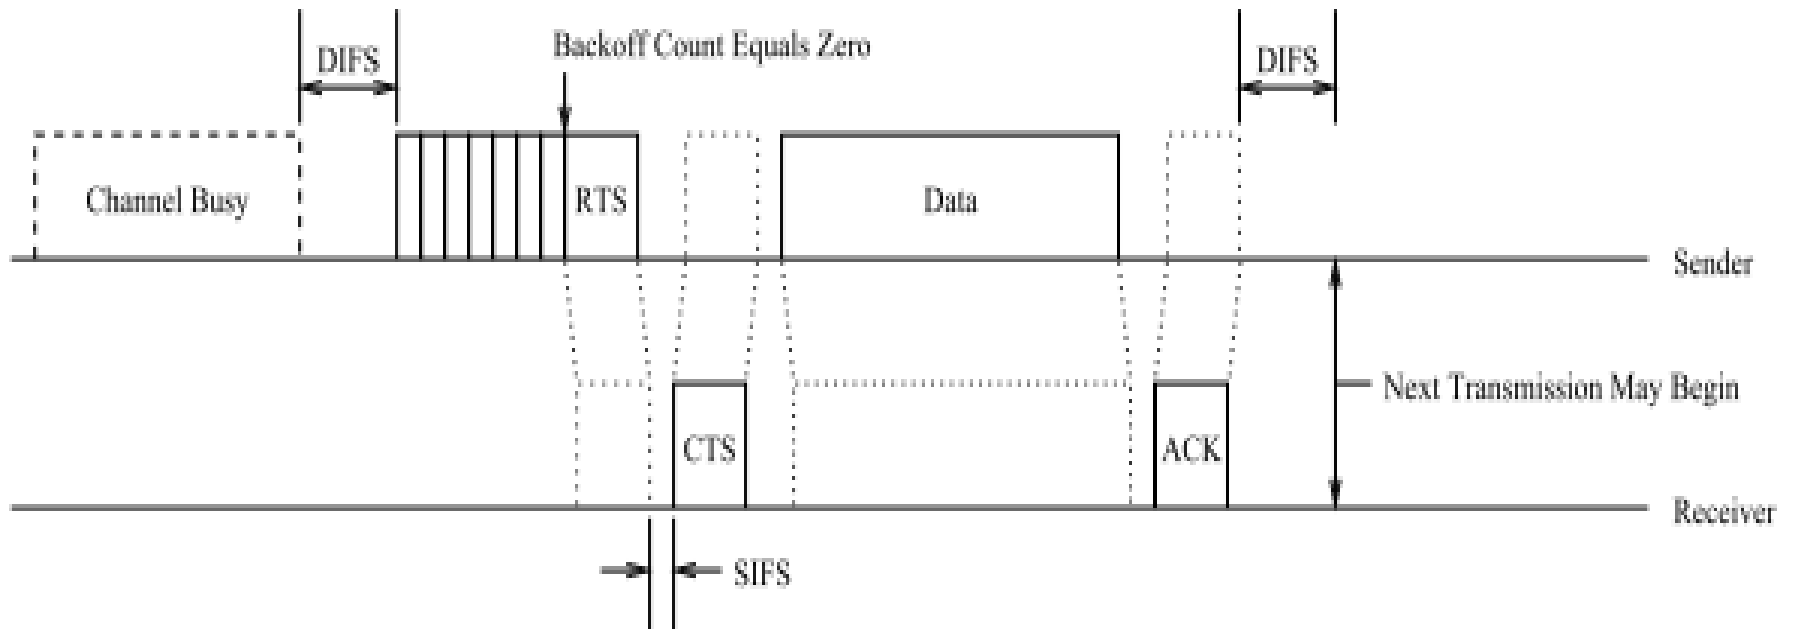 Backoff Count Equals Zero
DIFS
DIFS
Channel Busy
RTS
Data
Sender
Next Transmission May Begin
CTS
ACK
Receiver
SIFS